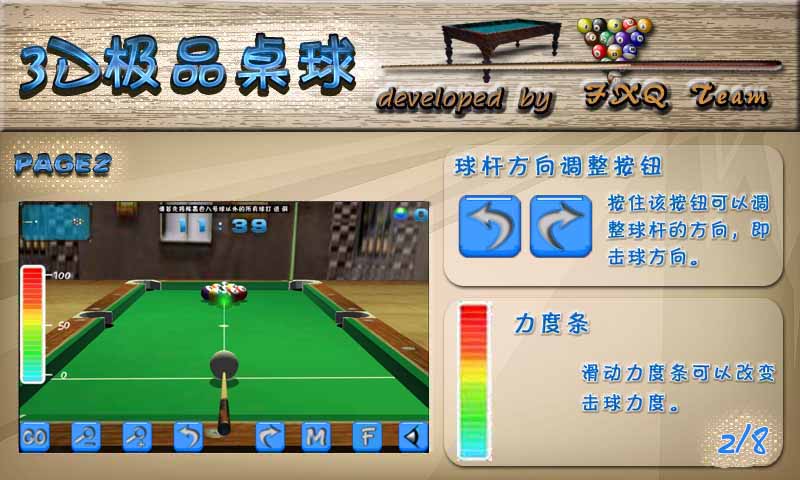 3D极品桌球
developed by FXQ Team
PAGE2
11:39
100
50
0
GO
M
F
球杆方向调整按钮
按住该按钮可以调
整球杆的方向，即
击球方向。
力度条
滑动力度条可以改变
击球力度。
2/8